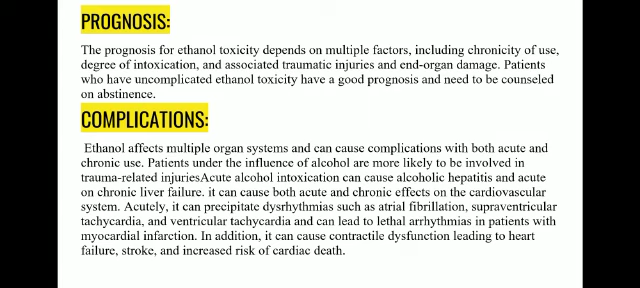 PROGNOSIS:
The prognosis for ethanol toxicity depends on multiple factors, including chronicity of use,
degree of intoxication, and associated traumatic injuries and end-organ damage. Patients
who have uncomplicated ethanol toxicity have a good prognosis and need to be counseled
on abstinence.
COMPLICATIONS:
Ethanol affects multiple organ systems and can cause complications with both acute and
chronic use. Patients under the influence of alcohol are more likely to be involved in
trauma-related injuriesAcute alcohol intoxication can cause alcoholic hepatitis and acute
on chronic liver failure. it can cause both acute and chronic effects on the cardiovascular
system. Acutely, it can precipitate dysrhythmias such as atrial fibrillation, supraventricular
tachycardia, and ventricular tachycardia and can lead to lethal arrhythmias in patients with
myocardial infarction. In addition, it can cause contractile dysfunction leading to heart
failure, stroke, and increased risk of cardiac death.